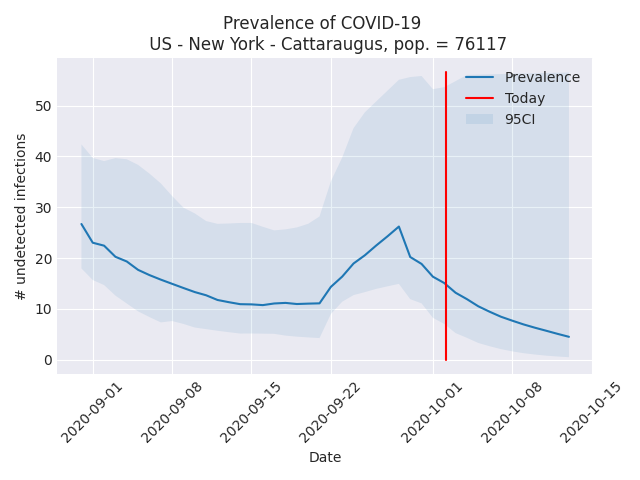 Prevalence of COVID-19
US - New York - Cattaraugus, pop. = 76117
Prevalence
Today
95CI
# undetected infections
50
40
30
20
10
0
2020-09-01
2020-09-08
2020-09-15
2020-09-22
2020-10-01
2020-10-08
2020-10-15
Date